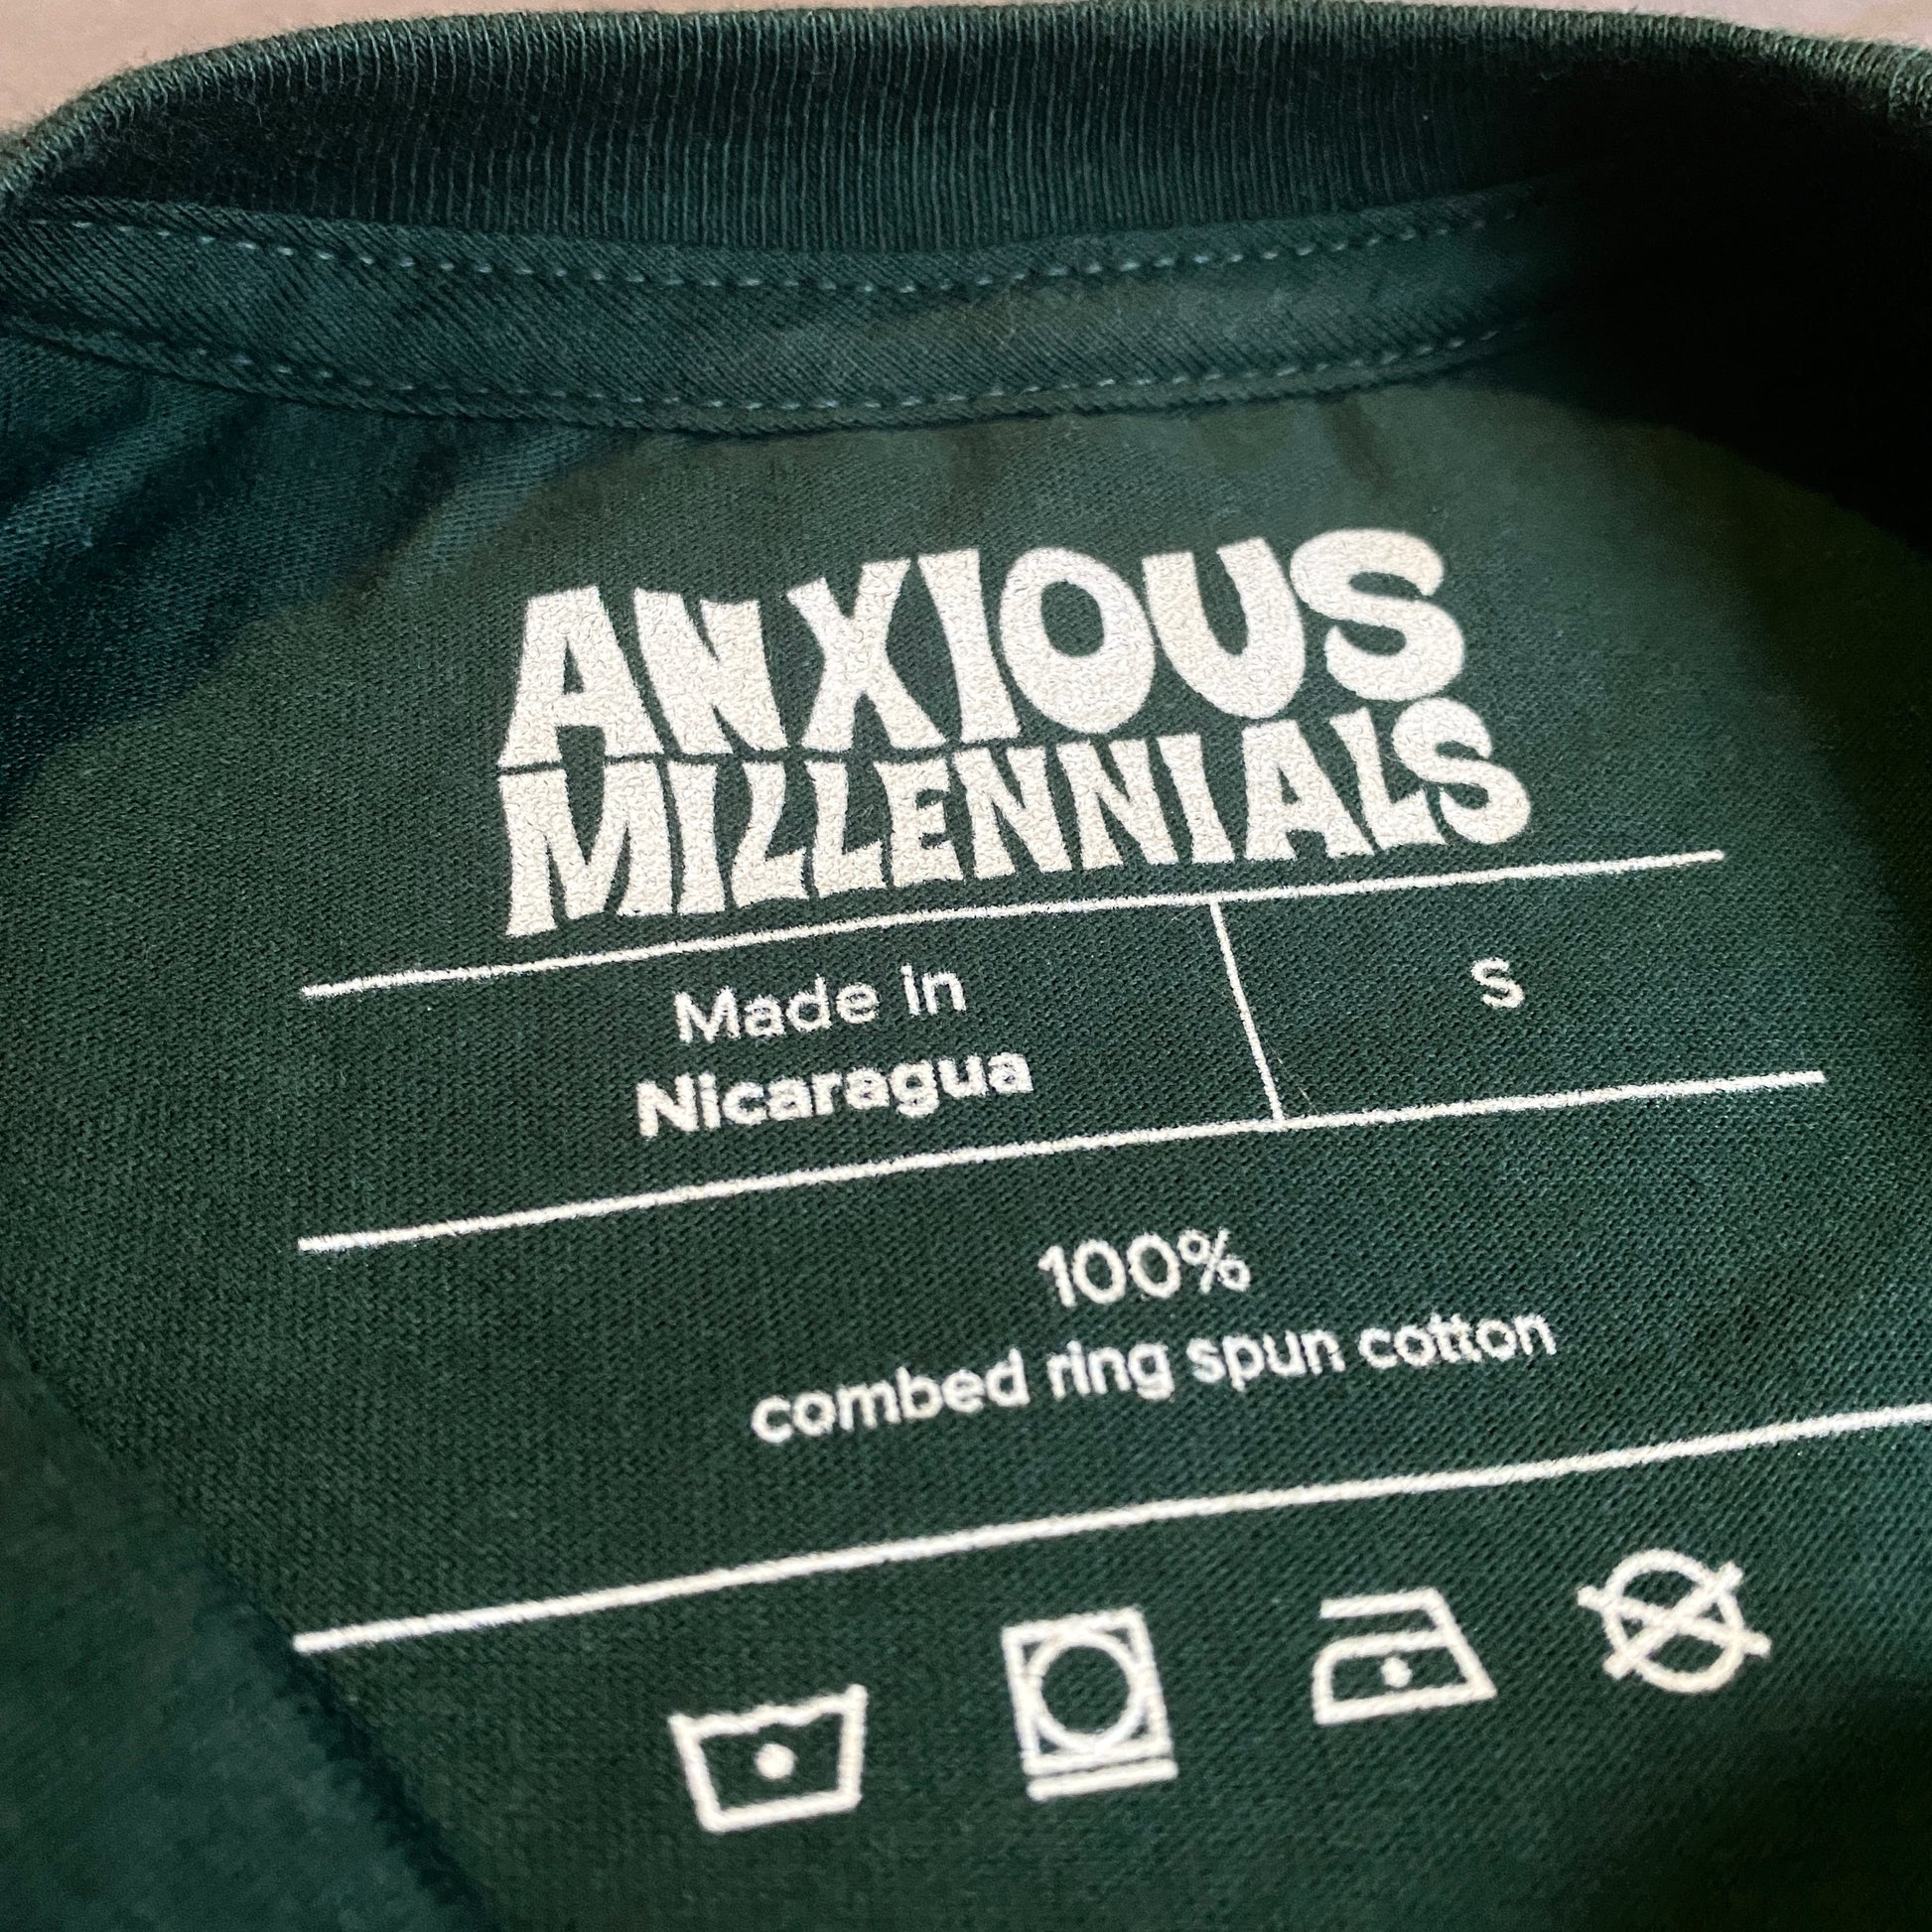 ANXIOUS
MILLENNIALS
Made in
Nicaragua
S
100%
combed ring spun cotton